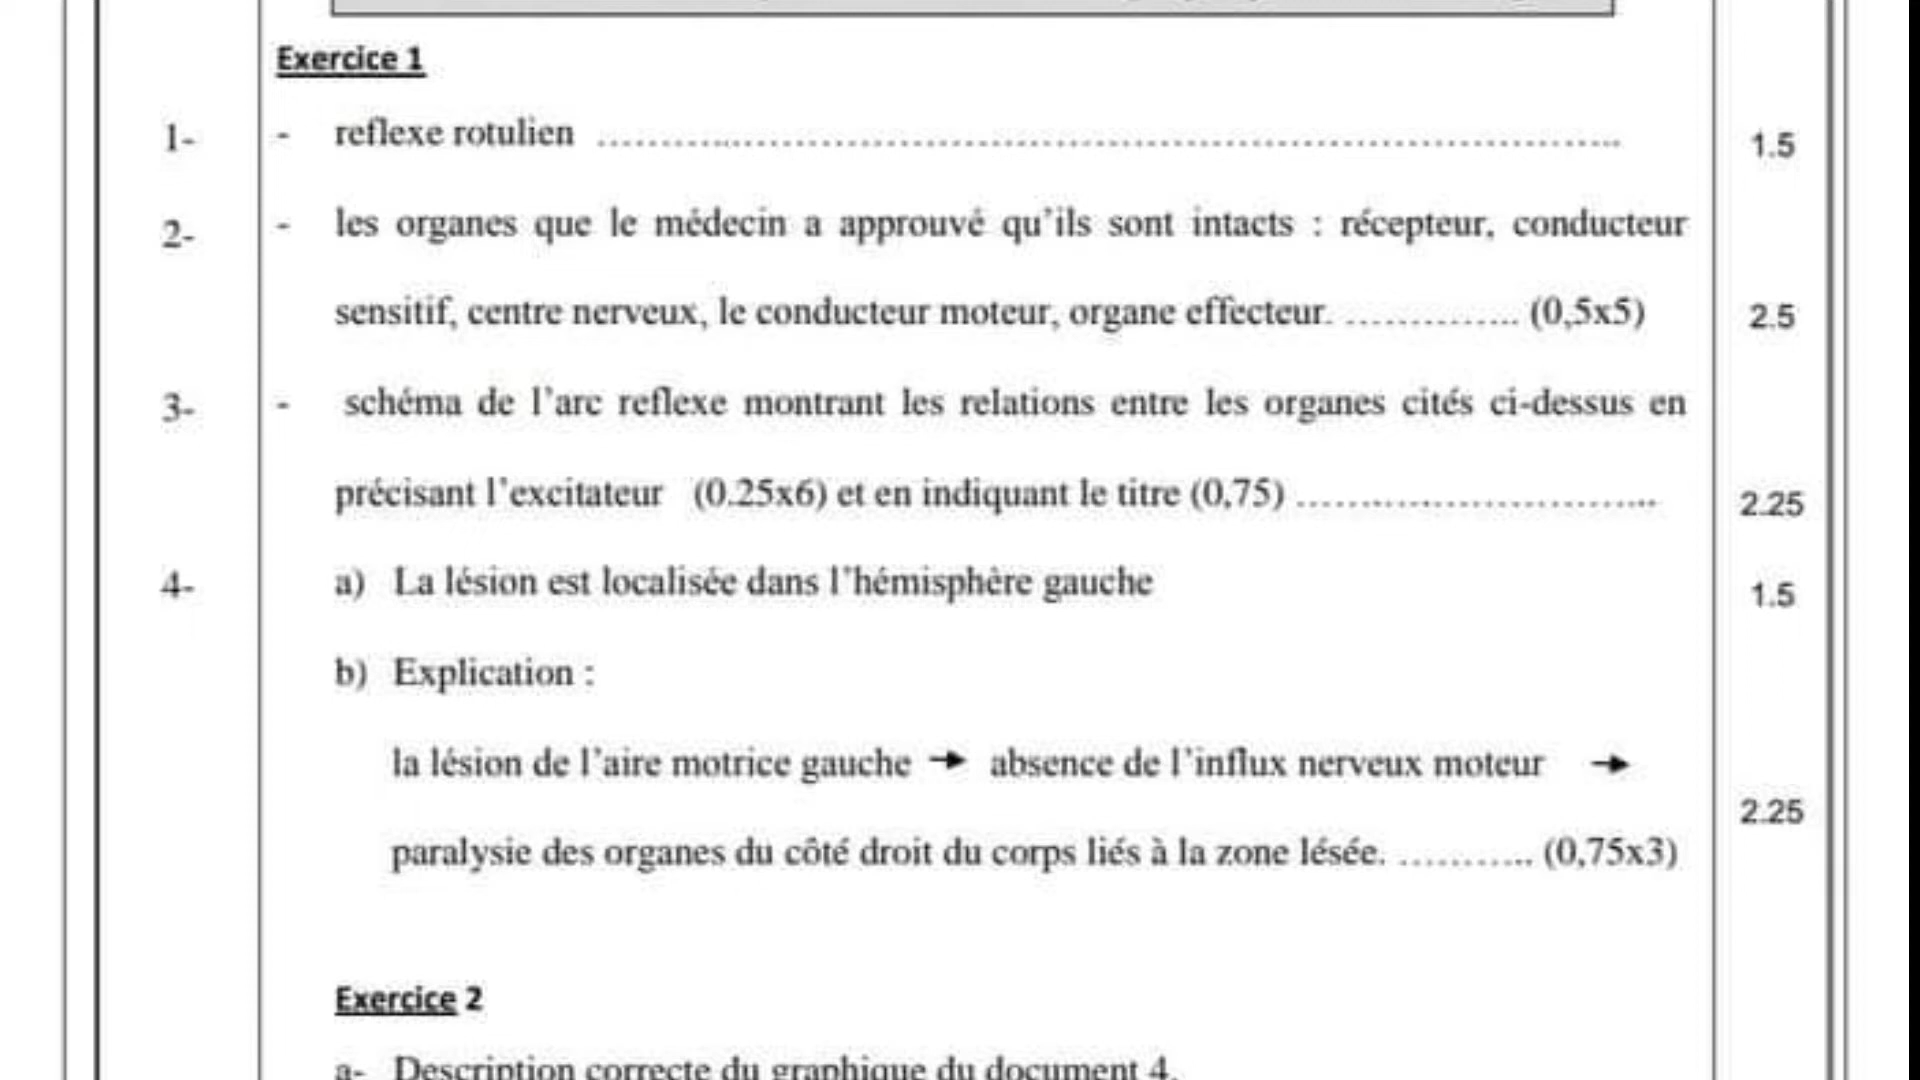 Exercice 1
1- - reflexe rotulien ........................................ 1.5
2- - les organes que le médecin a approuvé qu'ils sont intacts : récepteur, conducteur
sensitif, centre nerveux, le conducteur moteur, organe effecteur. .............. (0,5x5) 2.5
3- - schéma de l'arc reflexe montrant les relations entre les organes cités ci-dessus en
précisant l'excitateur (0.25x6) et en indiquant le titre (0,75) .............................. 2.25
4- a) La lésion est localisée dans l'hémisphère gauche 1.5
b) Explication :
la lésion de l'aire motrice gauche → absence de l'influx nerveux moteur →
2.25
paralysie des organes du côté droit du corps liés à la zone lésée. ........... (0,75x3)
Exercice 2
a- Description correcte du graphique du document 4.